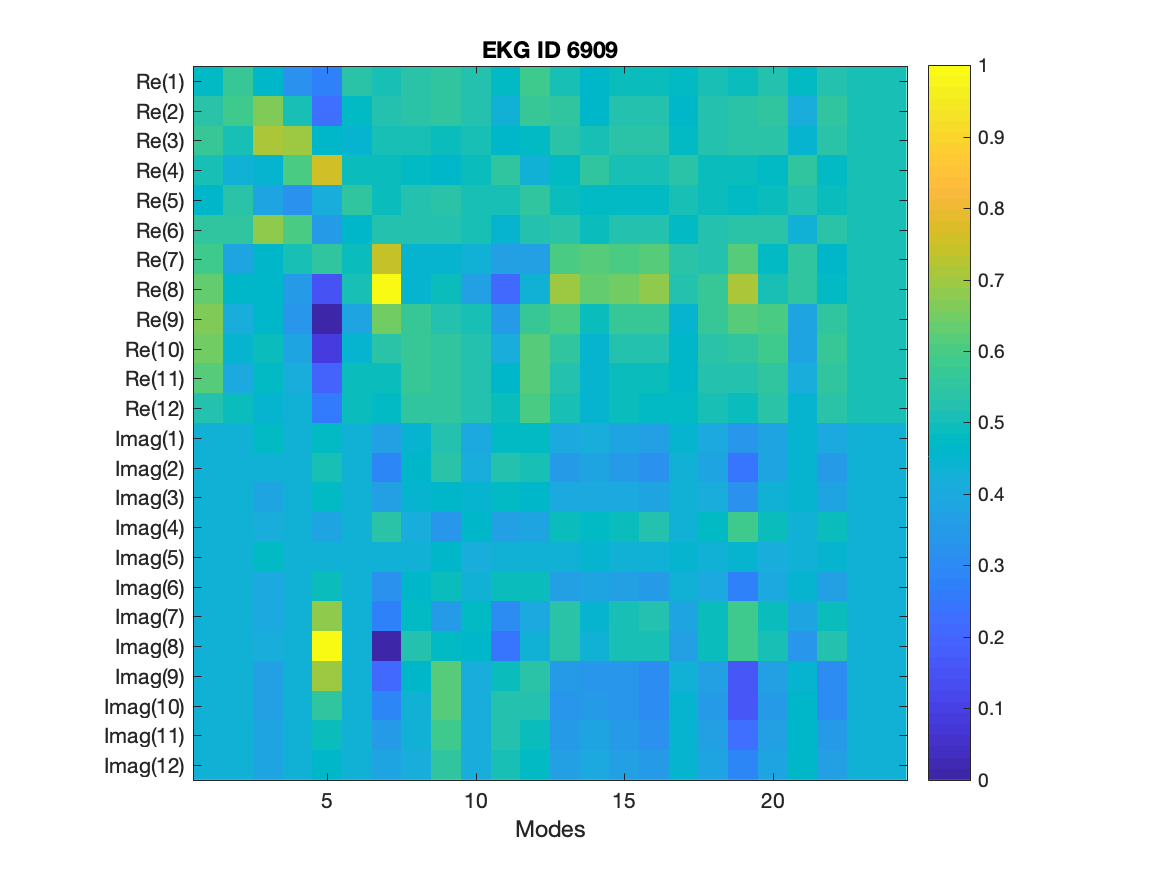 EKG ID 6909
Re(1)
Re(2)
Re(3)
Re(4)
Re(5)
Re(6)
Re(7)
Re(8)
Re(9)
Re(10)
Re(11)
Re(12)
Imag(1)
Imag(2)
Imag(3)
Imag(4)
Imag(5)
Imag(6)
Imag(7)
Imag(8)
Imag(9)
Imag(10)
Imag(11)
Imag(12)
5 10 15 20
Modes
1
0.9
0.8
0.7
0.6
0.5
0.4
0.3
0.2
0.1
0